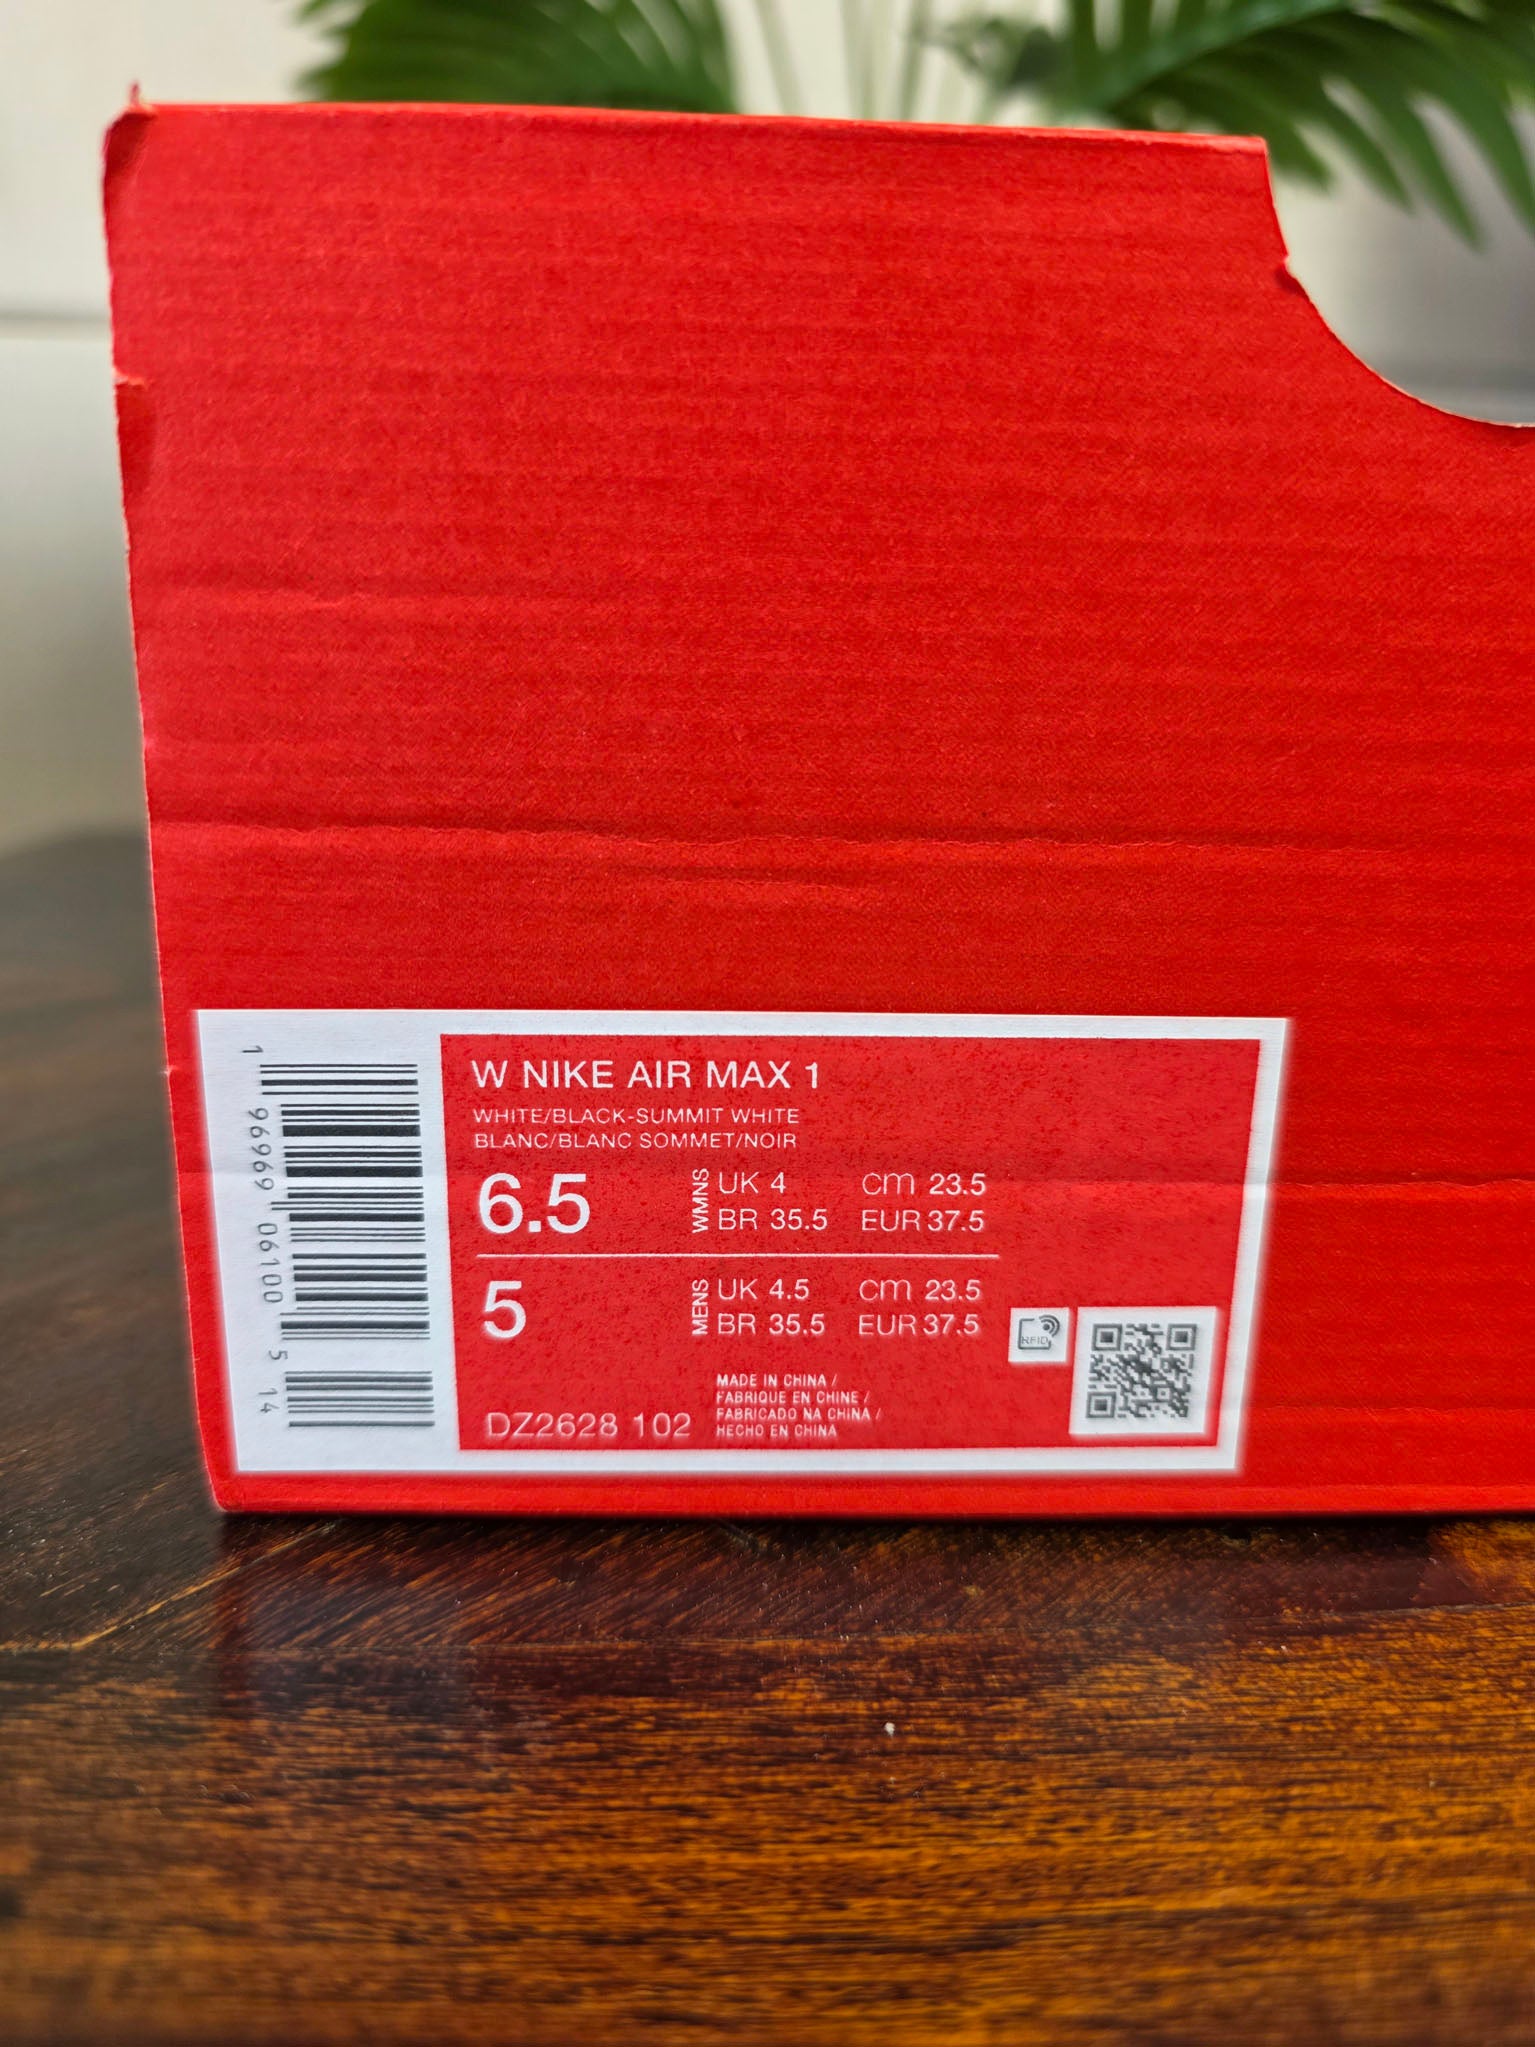 1 96969 06100 5 14
W NIKE AIR MAX 1
WHITE/BLACK-SUMMIT WHITE
BLANC/BLANC SOMMET/NOIR
6.5 WMNS UK 4 CM 23.5
BR 35.5 EUR 37.5
5 MENS UK 4.5 CM 23.5
BR 35.5 EUR 37.5
RFID
MADE IN CHINA /
FABRIQUE EN CHINE /
FABRICADO NA CHINA /
HECHO EN CHINA
DZ2628 102